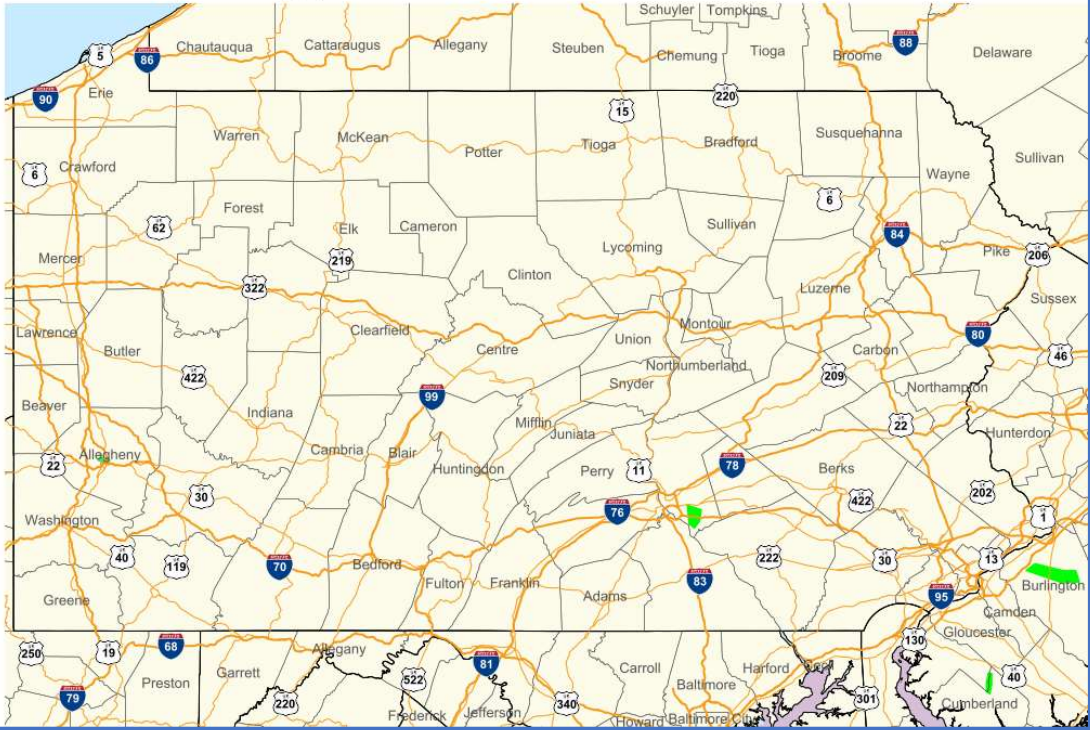 Schuyler Tompkins
5 Chautauqua Cattaraugus Allegany Steuben Chemung Tioga Broome 88 Delaware
86
90 Erie
15 220
Warren McKean Potter Tioga Bradford Susquehanna
6 Crawford Wayne Sullivan
Forest 6
62 Elk Cameron Sullivan 84
Mercer 219 Lycoming Pike 206
322 Clinton Luzerne Sussex
Lawrence Clearfield Montour
Butler Centre Union Carbon 80 46
422 Northumberland 209
Beaver 99 Snyder Northampton
Indiana Mifflin 22
Allegheny Cambria Blair Juniata Hunterdon
22 Huntingdon Perry 11 78 Berks
30 202
Washington 76 422 1
40 119 70 Bedford 222 30 13
Greene Fulton Franklin 83 95 Burlington
Adams Camden
250 19 68 Allegany 130 Gloucester
Garrett 81 Carroll Harford
79 Preston 522 Baltimore 40
220 Frederick Jefferson 340 301 Cumberland
Howard Baltimore City